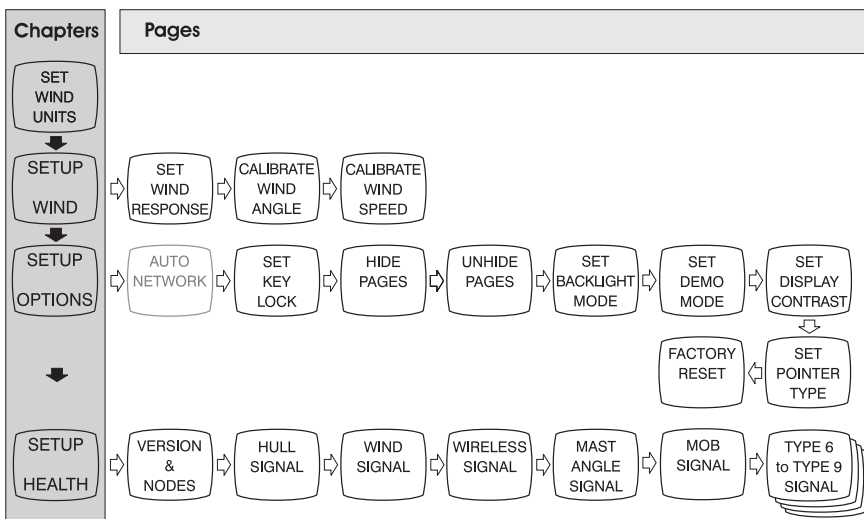 Chapters
Pages
SET
WIND
UNITS
SETUP
WIND
SET
WIND
RESPONSE
CALIBRATE
WIND
ANGLE
CALIBRATE
WIND
SPEED
SETUP
OPTIONS
AUTO
NETWORK
SET
KEY
LOCK
HIDE
PAGES
UNHIDE
PAGES
SET
BACKLIGHT
MODE
SET
DEMO
MODE
SET
DISPLAY
CONTRAST
FACTORY
RESET
SET
POINTER
TYPE
SETUP
HEALTH
VERSION
&
NODES
HULL
SIGNAL
WIND
SIGNAL
WIRELESS
SIGNAL
MAST
ANGLE
SIGNAL
MOB
SIGNAL
TYPE 6
to TYPE 9
SIGNAL